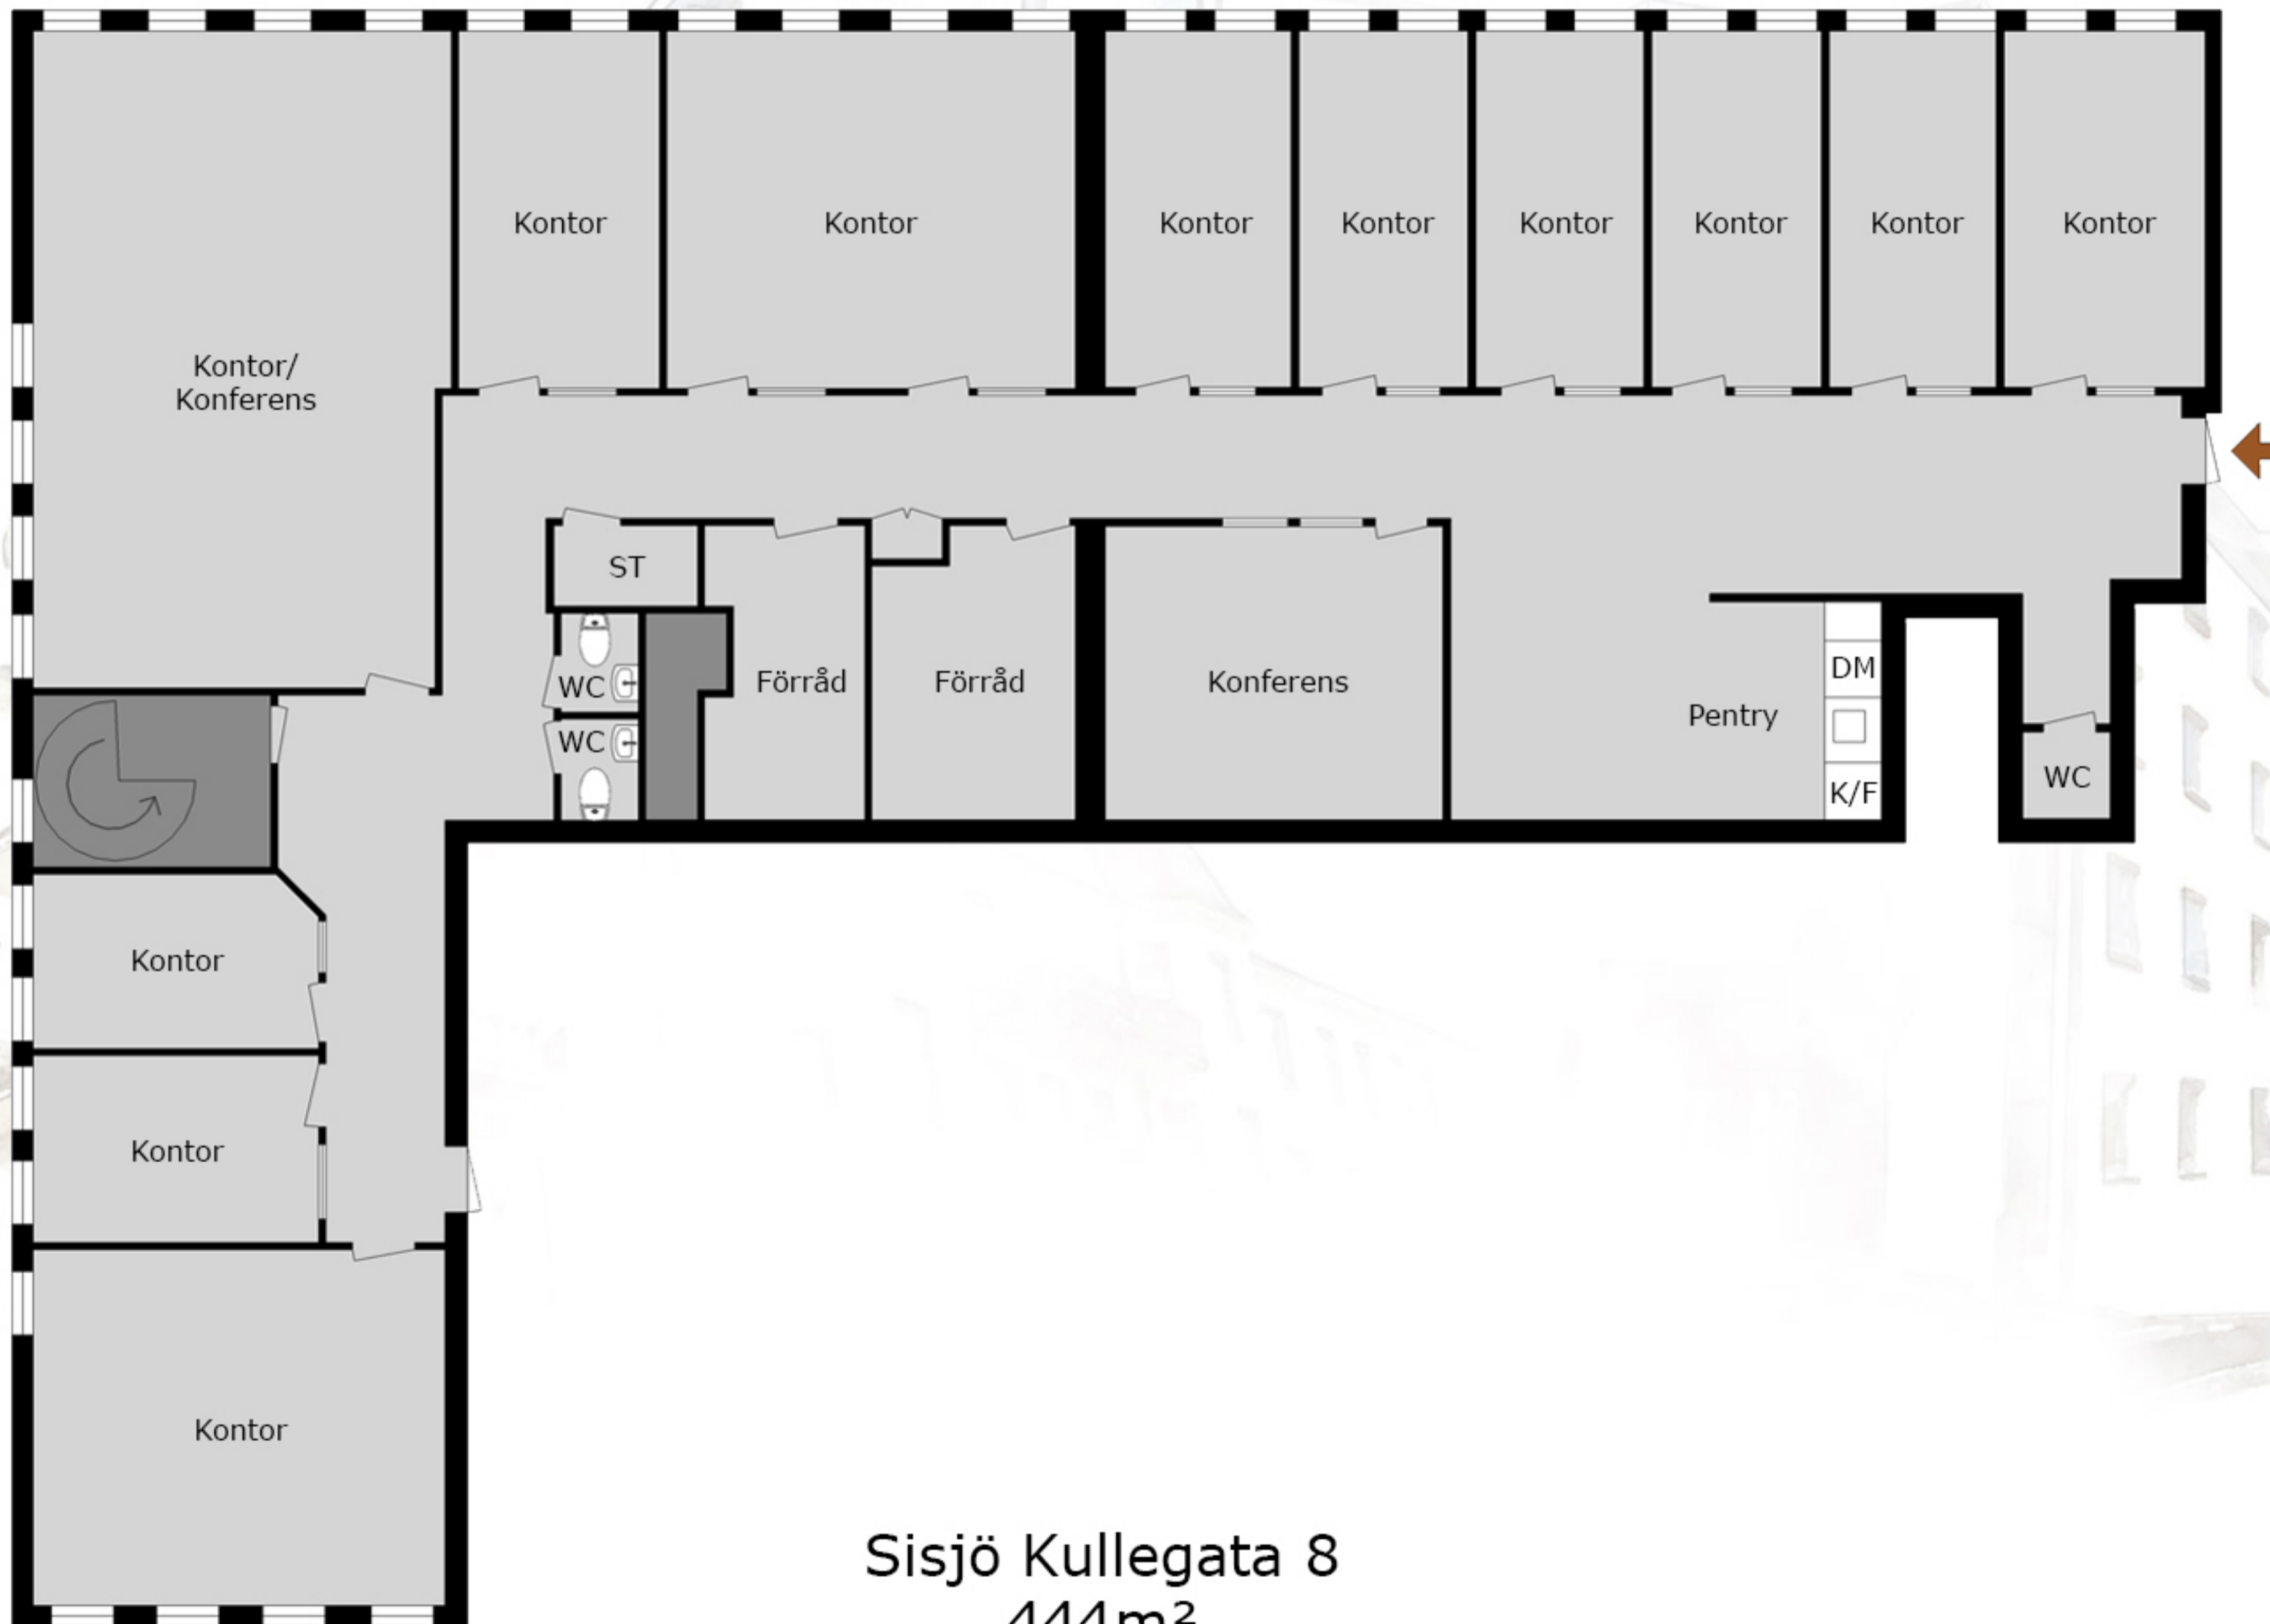 Kontor
Kontor
Kontor
Kontor
Kontor
Kontor
Kontor
Kontor
Kontor/
Konferens
ST
WC
WC
Förråd
Förråd
Konferens
Pentry
DM
K/F
WC
Kontor
Kontor
Kontor
Sisjö Kullegata 8
444m²